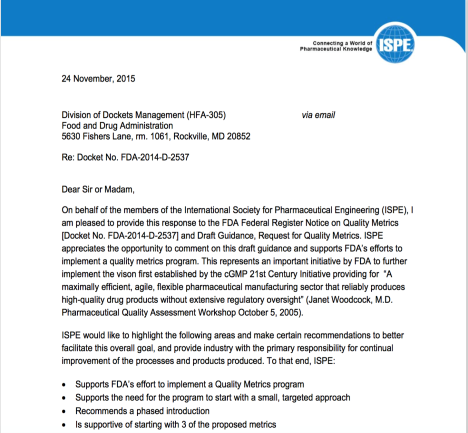 Connecting a World of
Pharmaceutical Knowledge
ISPE
24 November, 2015
Division of Dockets Management (HFA-305) via email
Food and Drug Administration
5630 Fishers Lane, rm. 1061, Rockville, MD 20852
Re: Docket No. FDA-2014-D-2537
Dear Sir or Madam,
On behalf of the members of the International Society for Pharmaceutical Engineering (ISPE), I
am pleased to provide this response to the FDA Federal Register Notice on Quality Metrics
[Docket No. FDA-2014-D-2537] and Draft Guidance, Request for Quality Metrics. ISPE
appreciates the opportunity to comment on this draft guidance and supports FDA's efforts to
implement a quality metrics program. This represents an important initiative by FDA to further
implement the vison first established by the cGMP 21st Century Initiative providing for "A
maximally efficient, agile, flexible pharmaceutical manufacturing sector that reliably produces
high-quality drug products without extensive regulatory oversight" (Janet Woodcock, M.D.
Pharmaceutical Quality Assessment Workshop October 5, 2005).
ISPE would like to highlight the following areas and make certain recommendations to better
facilitate this overall goal, and provide industry with the primary responsibility for continual
improvement of the processes and products produced. To that end, ISPE:
• Supports FDA's effort to implement a Quality Metrics program
• Supports the need for the program to start with a small, targeted approach
• Recommends a phased introduction
• Is supportive of starting with 3 of the proposed metrics